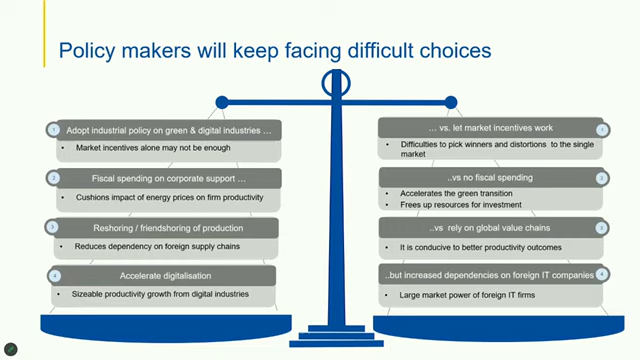 Policy makers will keep facing difficult choices
1
Adopt industrial policy on green & digital industries …
• Market incentives alone may not be enough
2
Fiscal spending on corporate support…
• Cushions impact of energy prices on firm productivity
3
Reshoring / friendshoring of production
• Reduces dependency on foreign supply chains
4
Accelerate digitalisation
• Sizeable productivity growth from digital industries
… vs. let market incentives work
1
• Difficulties to pick winners and distortions to the single
market
..vs no fiscal spending
2
• Accelerates the green transition
• Frees up resources for investment
..vs rely on global value chains
3
• It is conducive to better productivity outcomes
..but increased dependencies on foreign IT companies
4
• Large market power of foreign IT firms